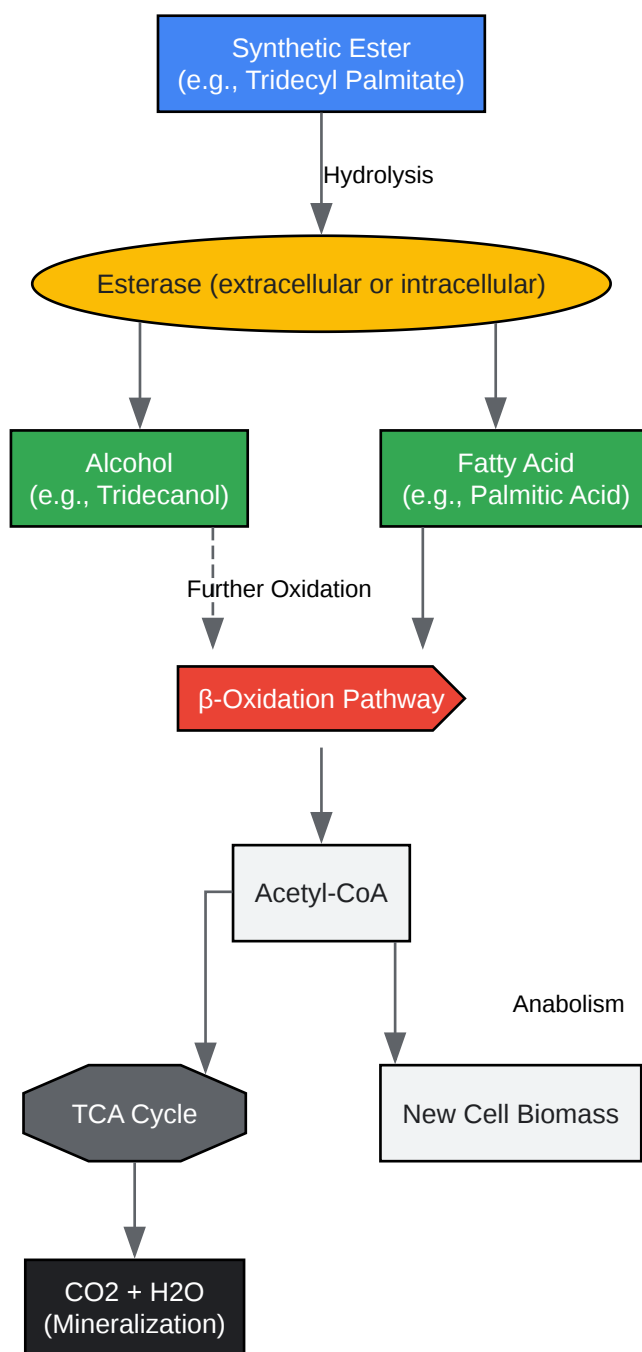 Synthetic Ester
(e.g., Tridecyl Palmitate)
Hydrolysis
Esterase (extracellular or intracellular)
Alcohol
(e.g., Tridecanol)
Fatty Acid
(e.g., Palmitic Acid)
Further Oxidation
β-Oxidation Pathway
Acetyl-CoA
Anabolism
TCA Cycle
New Cell Biomass
CO2 + H2O
(Mineralization)